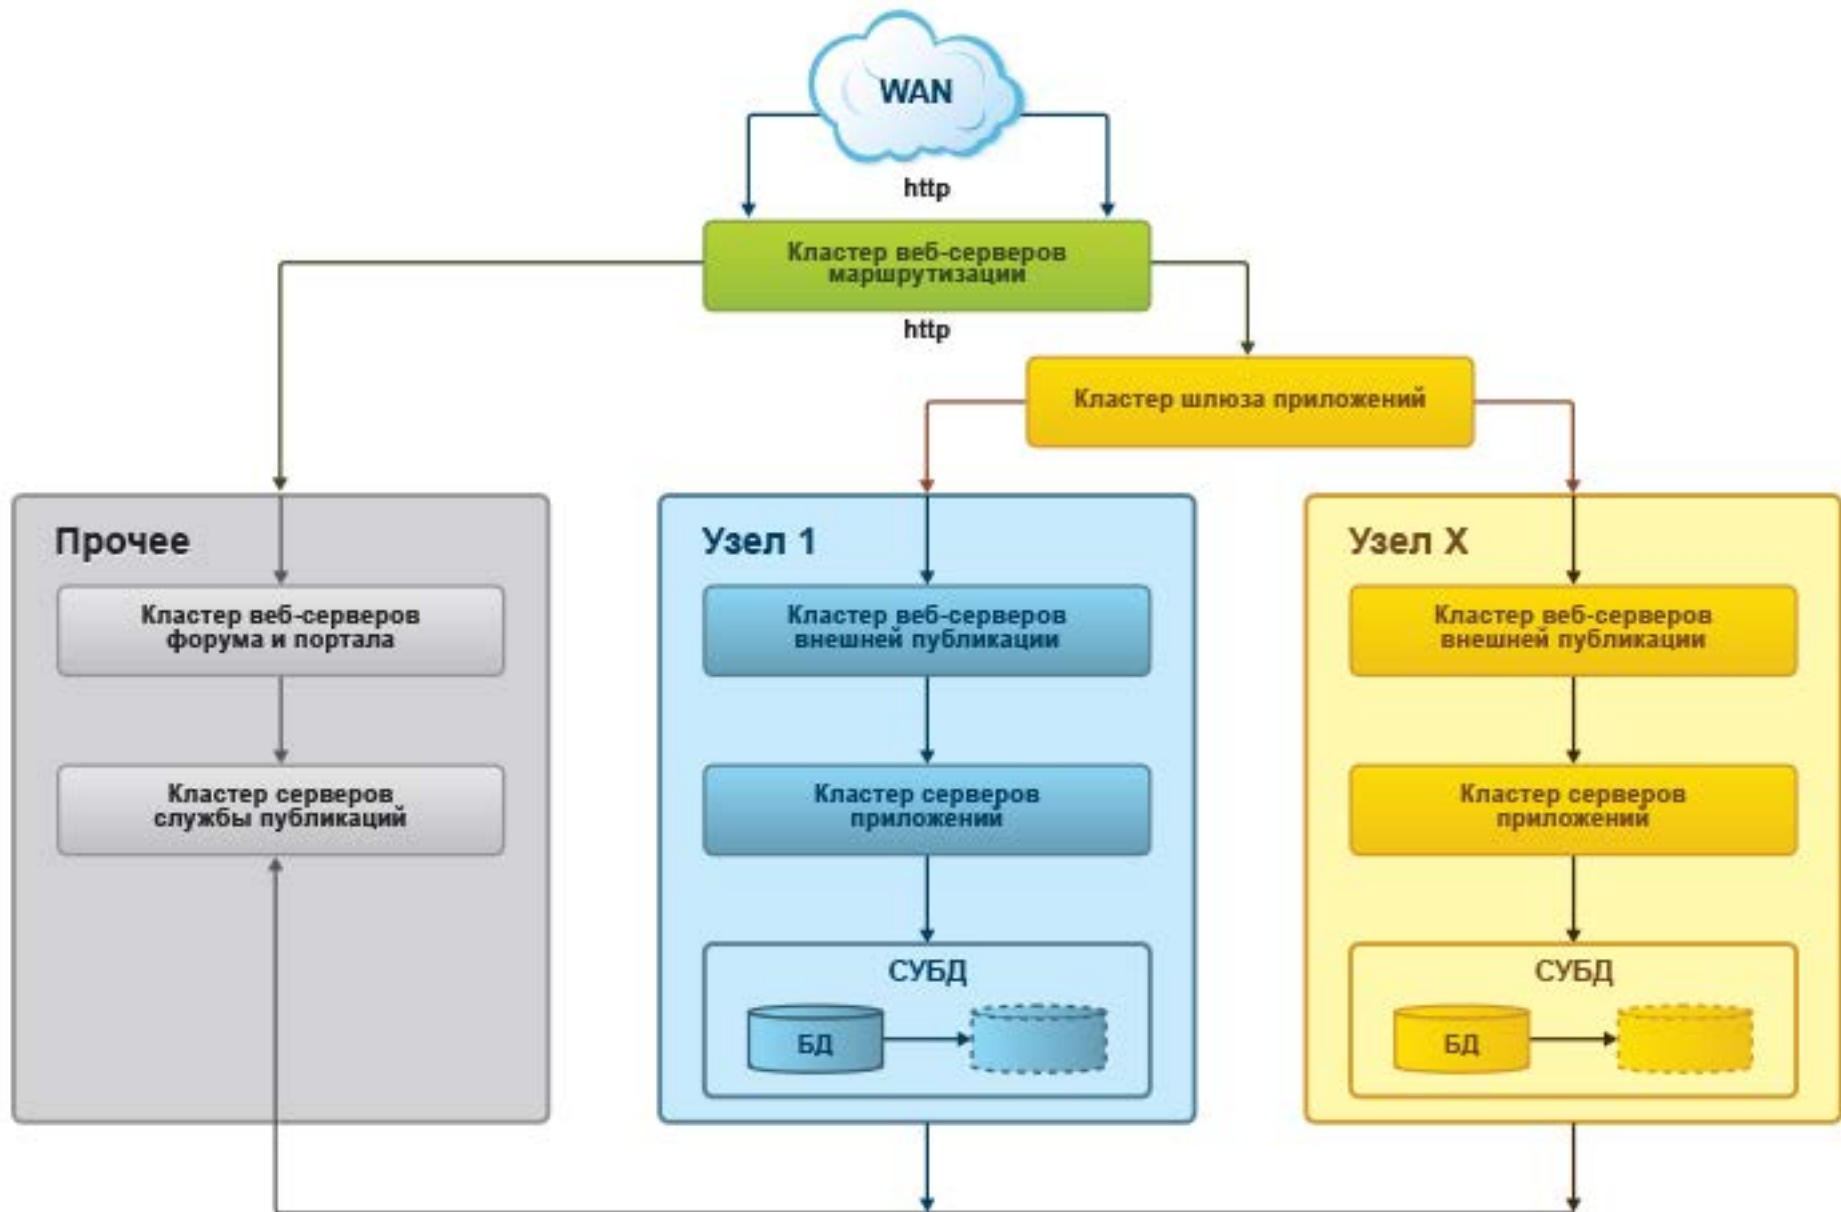 WAN
http
Кластер веб-серверов
маршрутизации
http
Кластер шлюза приложений
Прочее
Кластер веб-серверов
форума и портала
Кластер серверов
службы публикаций
Узел 1
Кластер веб-серверов
внешней публикации
Кластер серверов
приложений
СУБД
БД
Узел X
Кластер веб-серверов
внешней публикации
Кластер серверов
приложений
СУБД
БД